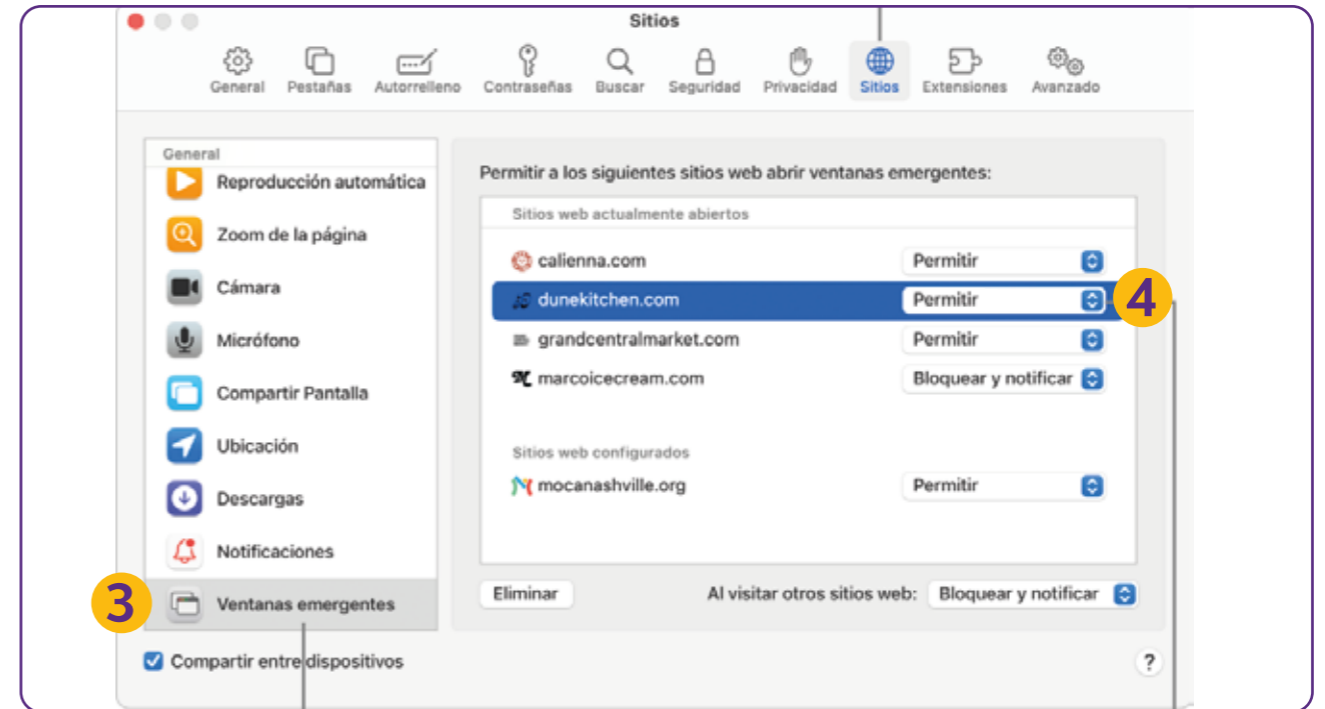 Sitios
General Pestañas Autorrelleno Contraseñas Buscar Seguridad Privacidad Sitios Extensiones Avanzado
General
Reproducción automática
Zoom de la página
Cámara
Micrófono
Compartir Pantalla
Ubicación
Descargas
Notificaciones
3 Ventanas emergentes
Permitir a los siguientes sitios web abrir ventanas emergentes:
Sitios web actualmente abiertos
calienna.com Permitir
dunekitchen.com Permitir 4
grandcentralmarket.com Permitir
marcoicecream.com Bloquear y notificar
Sitios web configurados
mocanashville.org Permitir
Eliminar Al visitar otros sitios web: Bloquear y notificar
Compartir entre dispositivos ?